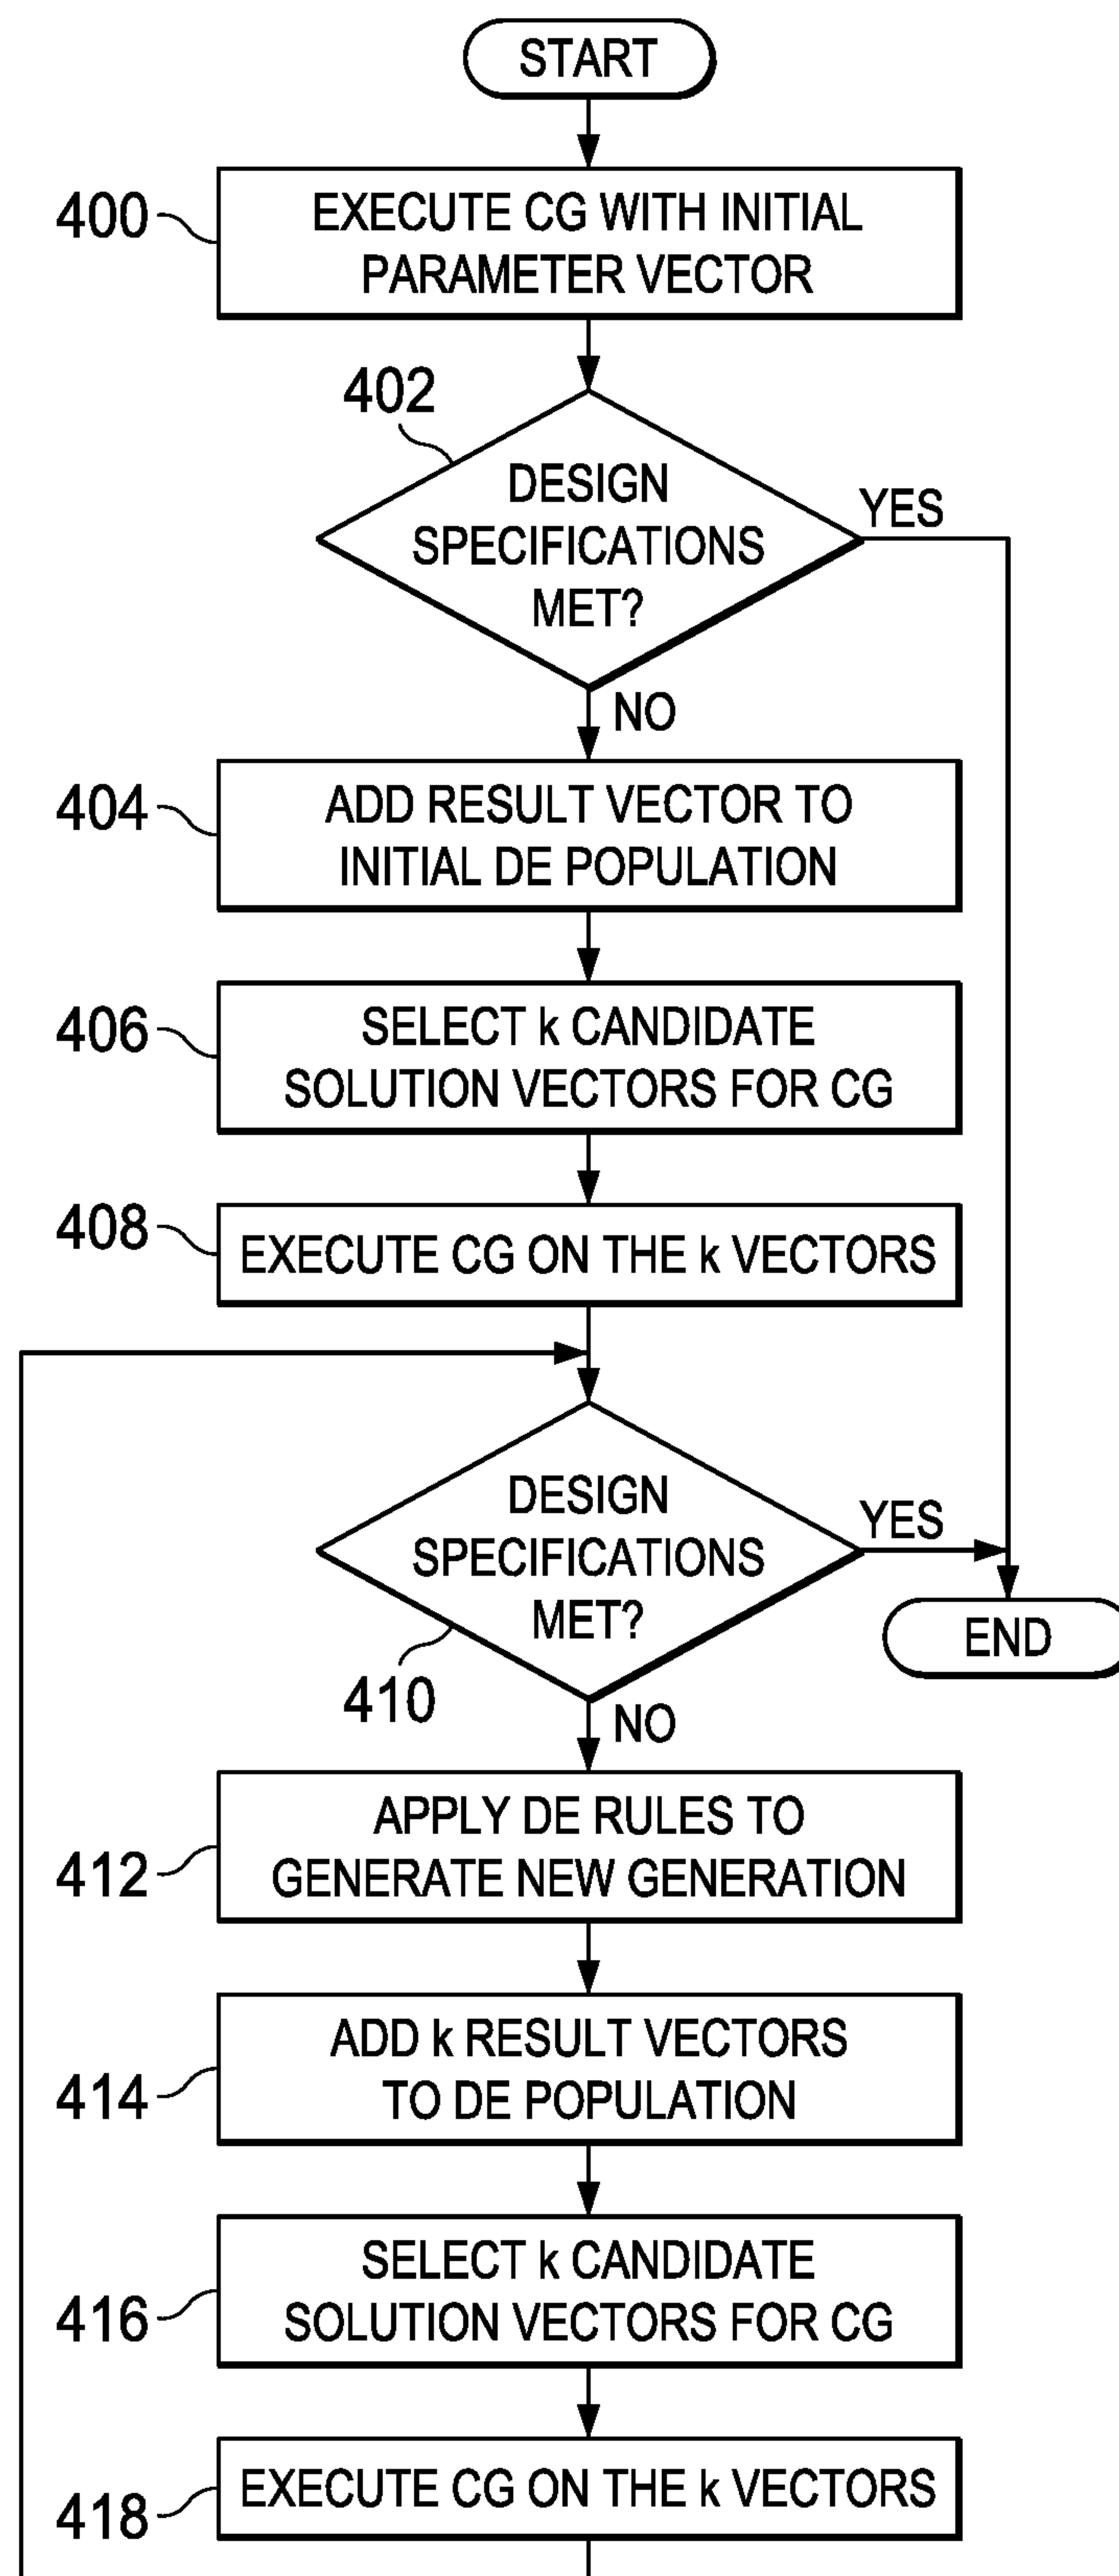 START
400
EXECUTE CG WITH INITIAL
PARAMETER VECTOR
402
DESIGN
SPECIFICATIONS
MET?
YES
NO
404
ADD RESULT VECTOR TO
INITIAL DE POPULATION
406
SELECT k CANDIDATE
SOLUTION VECTORS FOR CG
408
EXECUTE CG ON THE k VECTORS
DESIGN
SPECIFICATIONS
MET?
YES
END
410
NO
412
APPLY DE RULES TO
GENERATE NEW GENERATION
414
ADD k RESULT VECTORS
TO DE POPULATION
416
SELECT k CANDIDATE
SOLUTION VECTORS FOR CG
418
EXECUTE CG ON THE k VECTORS